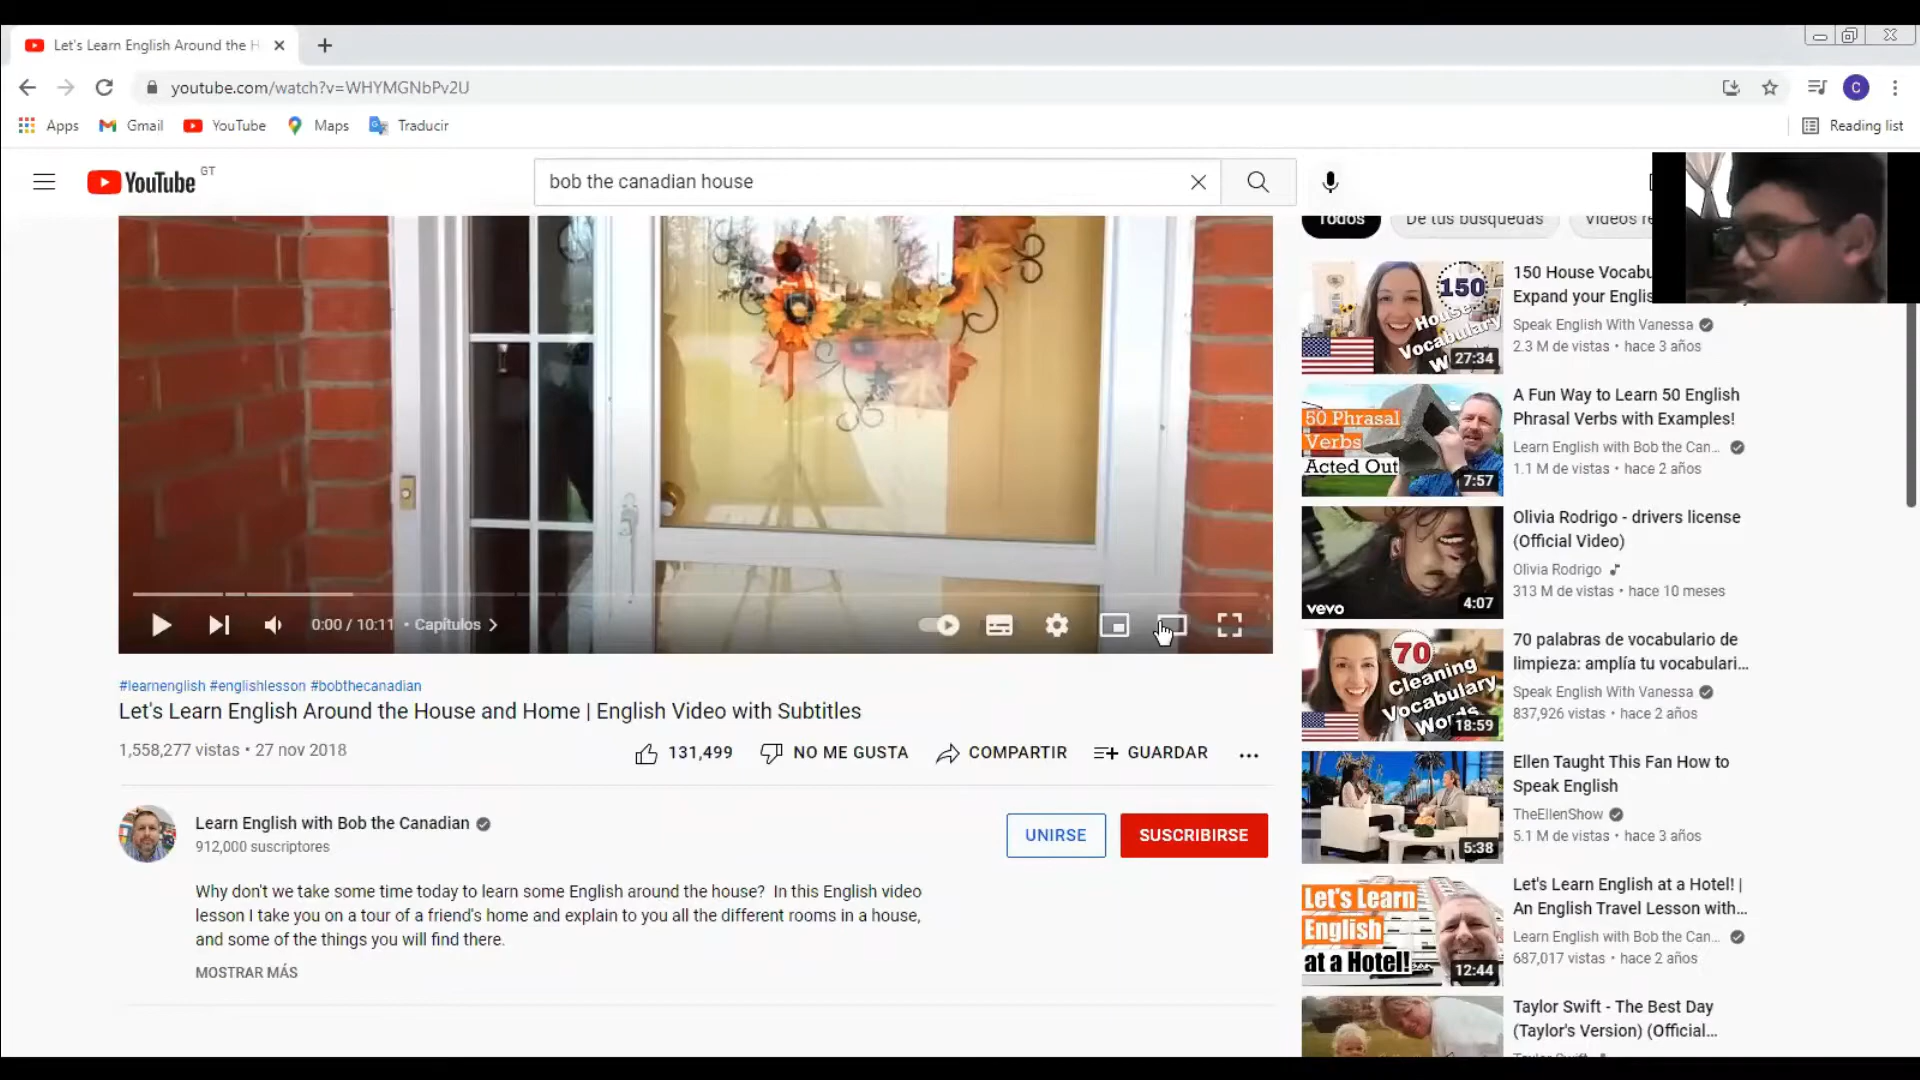 Let's Learn English Around the H
youtube.com/watch?v=WHYMGNbPv2U
C
Apps
Gmail
YouTube
Maps
Traducir
Reading list
YouTube
GT
bob the canadian house
Todos
De tus búsquedas
0:00 / 10:11 • Capítulos
#learnenglish #englishlesson #bobthecanadian
Let's Learn English Around the House and Home | English Video with Subtitles
1,558,277 vistas • 27 nov 2018
131,499
NO ME GUSTA
COMPARTIR
GUARDAR
Learn English with Bob the Canadian
912,000 suscriptores
UNIRSE
SUSCRIBIRSE
Why don't we take some time today to learn some English around the house? In this English video
lesson I take you on a tour of a friend's home and explain to you all the different rooms in a house,
and some of the things you will find there.
MOSTRAR MÁS
150
House
Vocabulary
W
27:34
150 House Vocabu
Expand your Englis
Speak English With Vanessa
2.3 M de vistas • hace 3 años
50 Phrasal
Verbs
Acted Out
7:57
A Fun Way to Learn 50 English
Phrasal Verbs with Examples!
Learn English with Bob the Can...
1.1 M de vistas • hace 2 años
vevo
4:07
Olivia Rodrigo - drivers license
(Official Video)
Olivia Rodrigo
313 M de vistas • hace 10 meses
70
Cleaning
Vocabulary
Words
18:59
70 palabras de vocabulario de
limpieza: amplía tu vocabulari...
Speak English With Vanessa
837,926 vistas • hace 2 años
5:38
Ellen Taught This Fan How to
Speak English
TheEllenShow
5.1 M de vistas • hace 3 años
Let's Learn
English
at a Hotel!
12:44
Let's Learn English at a Hotel! |
An English Travel Lesson with...
Learn English with Bob the Can...
687,017 vistas • hace 2 años
Taylor Swift - The Best Day
(Taylor's Version) (Official...